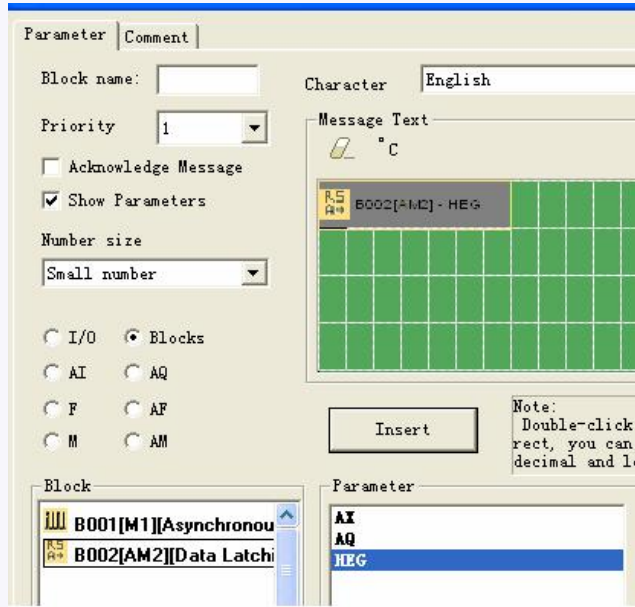 Parameter
Comment
Block name:
Character
English
Priority
1
Message Text
°C
Acknowledge Message
Show Parameters
B002[AM2] - HEG
Number size
Small number
I/O
Blocks
AI
AQ
F
AF
M
AM
Insert
Note:
Double-click
rect, you can
decimal and l
Block
Parameter
B001[M1][Asynchronou
B002[AM2][Data Latchi
AX
AQ
HEG